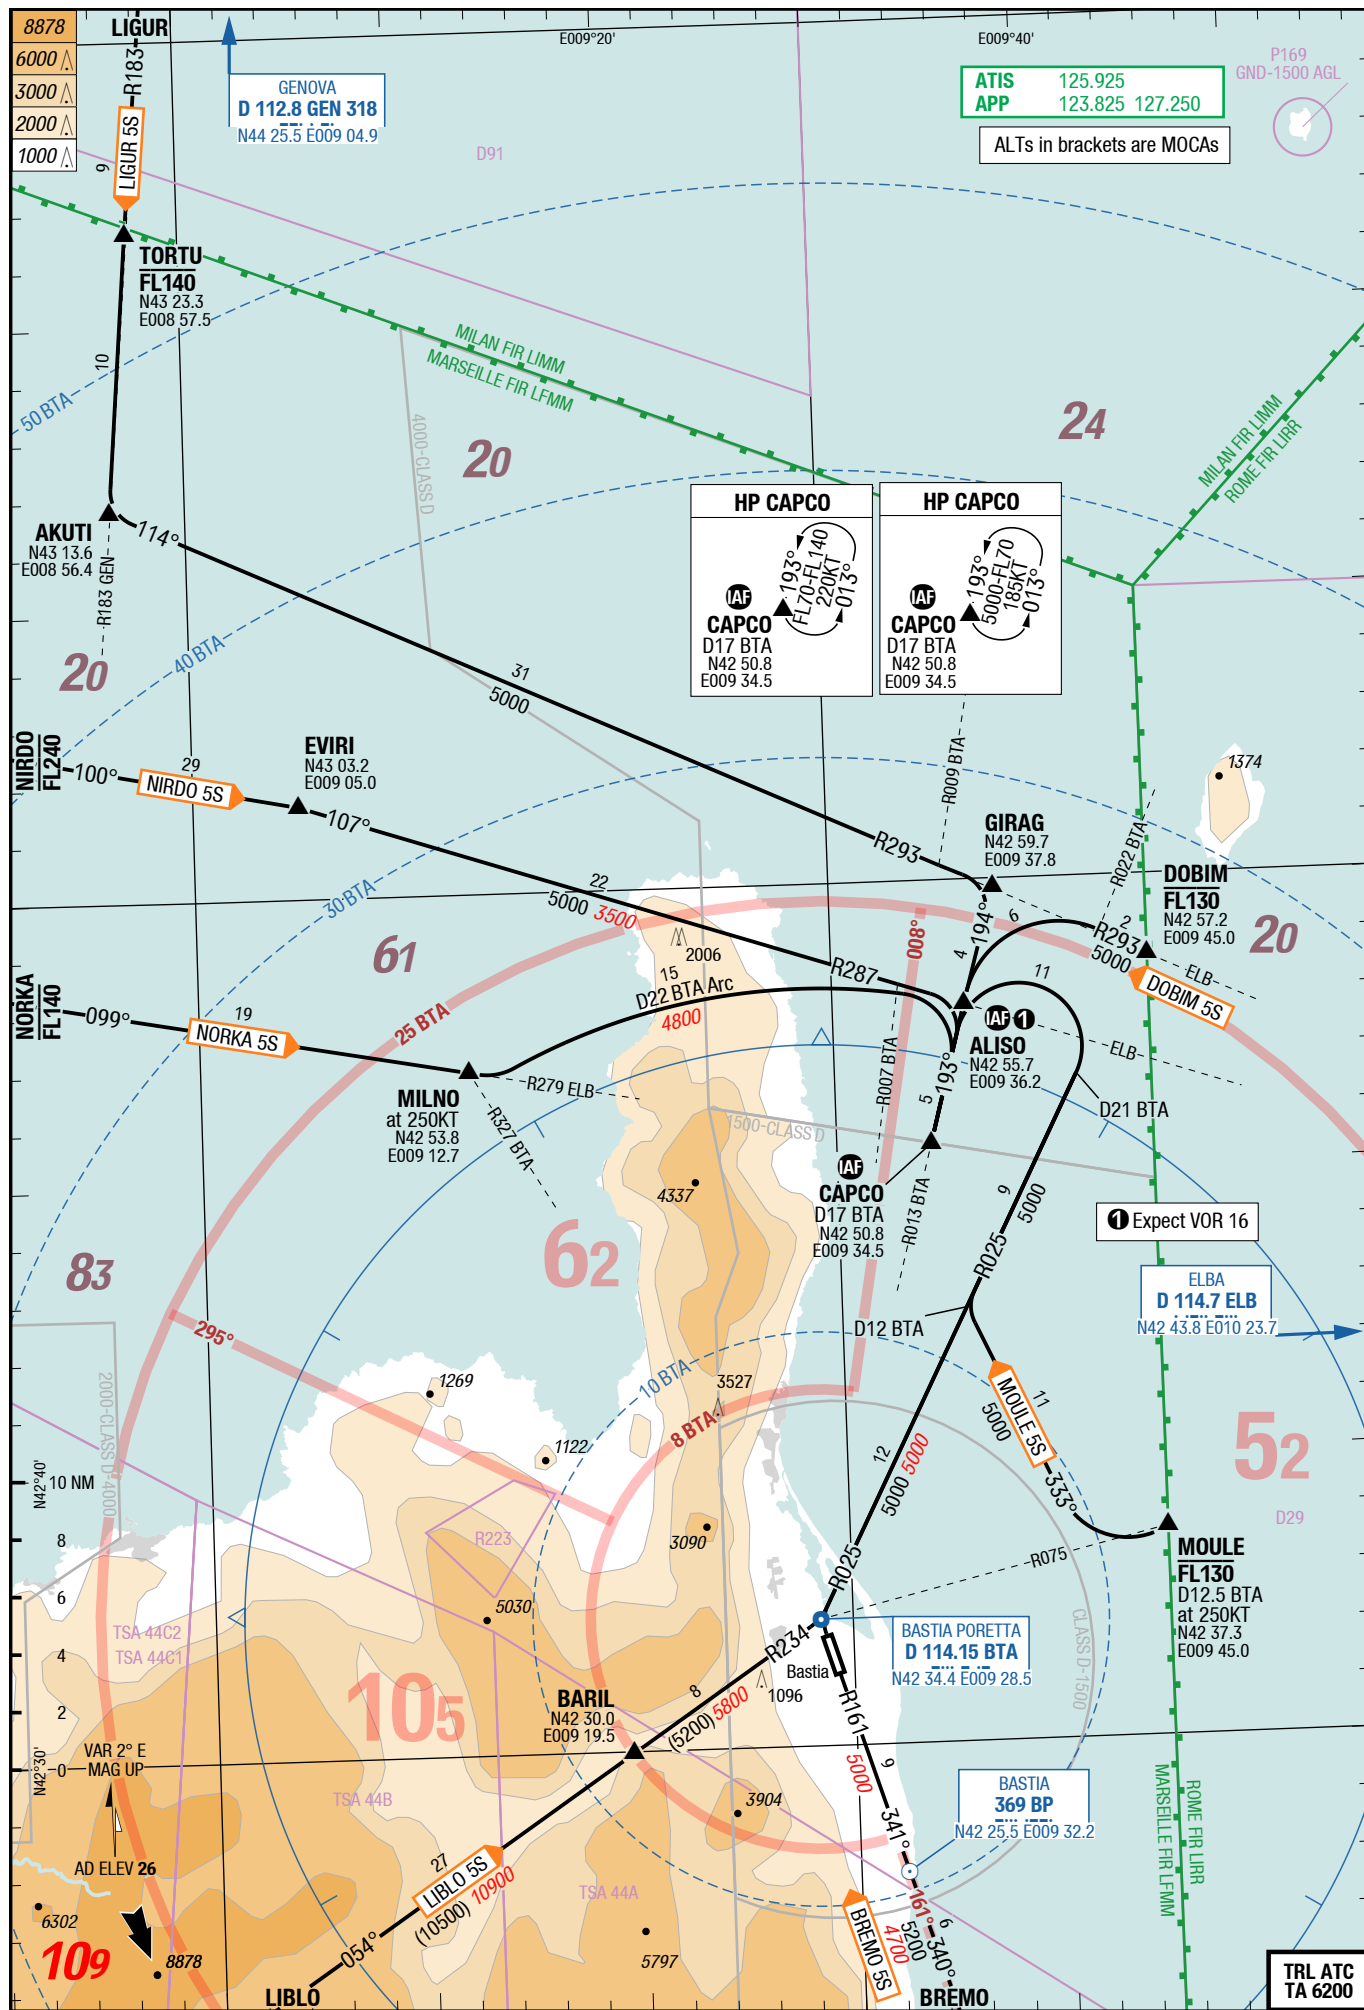 8878
6000
3000
2000
1000
LIGUR
R183
9
LIGUR 5S
GENOVA
D 112.8 GEN 318
N44 25.5 E009 04.9
E009°20'
E009°40'
ATIS 125.925
APP 123.825 127.250
ALTs in brackets are MOCAs
P169
GND-1500 AGL
D91
TORTU
FL140
N43 23.3
E008 57.5
10
50 BTA
MILAN FIR LIMM
MARSEILLE FIR LFMM
4000-CLASS D
20
24
MILAN FIR LIMM
ROME FIR LIRR
AKUTI
N43 13.6
E008 56.4
114°
R183 GEN
20
40 BTA
31
5000
HP CAPCO
193°
FL70-FL140
220KT
013°
IAF
CAPCO
D17 BTA
N42 50.8
E009 34.5
HP CAPCO
193°
5000-FL70
185KT
013°
IAF
CAPCO
D17 BTA
N42 50.8
E009 34.5
NIRDO
FL240
100°
29
NIRDO 5S
EVIRI
N43 03.2
E009 05.0
107°
R009 BTA
1374
R293
GIRAG
N42 59.7
E009 37.8
R022 BTA
DOBIM
FL130
N42 57.2
E009 45.0
22
5000 3500
30 BTA
61
008°
194°
4
6
2
R293
5000
ELB
DOBIM 5S
20
2006
15
D22 BTA Arc
4800
R287
11
NORKA
FL140
099°
19
NORKA 5S
25 BTA
IAF 1
ALISO
N42 55.7
E009 36.2
ELB
MILNO
at 250KT
N42 53.8
E009 12.7
R279 ELB
R327 BTA
R007 BTA
193°
5
D21 BTA
1500-CLASS D
4337
IAF
CAPCO
D17 BTA
N42 50.8
E009 34.5
R013 BTA
9
5000
R025
1 Expect VOR 16
62
83
ELBA
D 114.7 ELB
N42 43.8 E010 23.7
295°
D12 BTA
10 BTA
1269
3527
8 BTA
11
MOULE 5S
5000
333°
2000-CLASS D-4000
1122
12
5000 5000
52
N42°40'
10 NM
8
6
4
2
0
R223
3090
D29
R025
R075
MOULE
FL130
D12.5 BTA
at 250KT
N42 37.3
E009 45.0
5030
TSA 44C2
TSA 44C1
R234
BASTIA PORETTA
D 114.15 BTA
N42 34.4 E009 28.5
CLASS D-1500
Bastia
105
BARIL
N42 30.0
E009 19.5
8
(5200) 5800
1096
R161
9
5000
341°
N42°30'
VAR 2° E
MAG UP
TSA 44B
3904
BASTIA
369 BP
N42 25.5 E009 32.2
ROME FIR LIRR
MARSEILLE FIR LFMM
AD ELEV 26
27
LIBLO 5S
(10500) 10900
TSA 44A
054°
6302
109
8878
5797
BREMO 5S
4700
161°
6
5200
340°
LIBLO
BREMO
TRL ATC
TA 6200